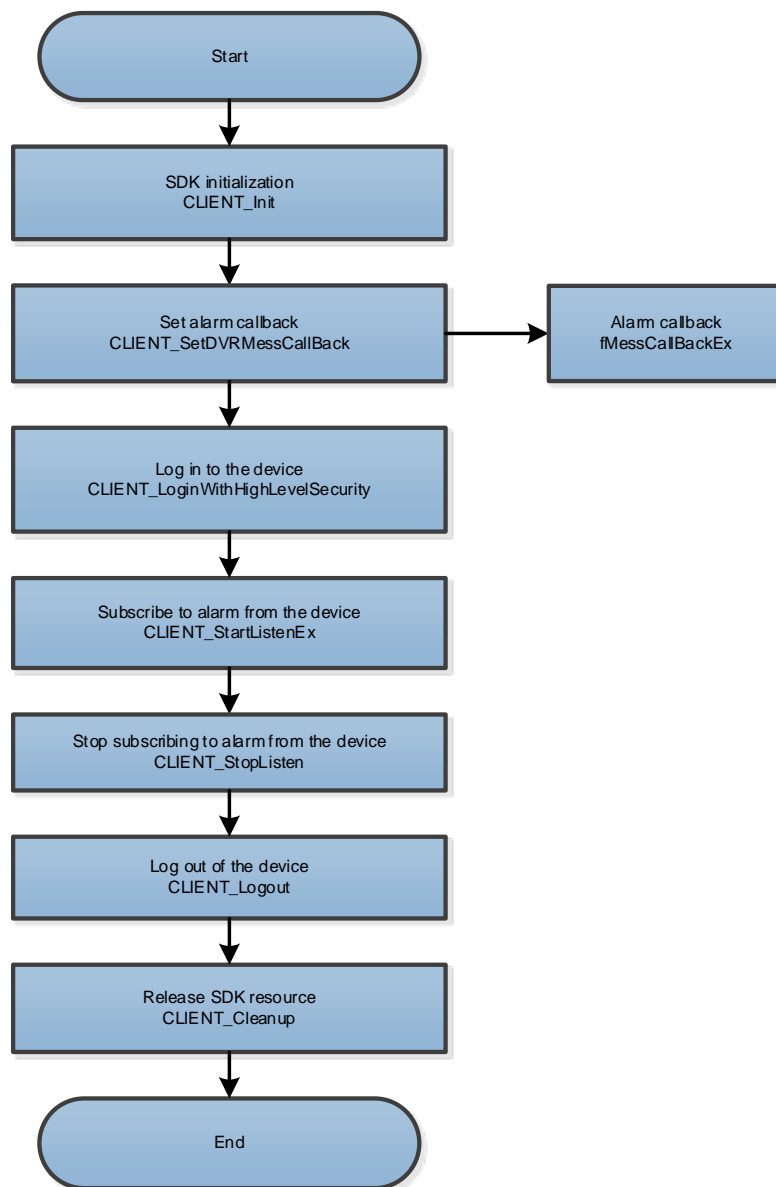 Start
SDK initialization
CLIENT_Init
Set alarm callback
CLIENT_SetDVRMessCallBack
Alarm callback
fMessCallBackEx
Log in to the device
CLIENT_LoginWithHighLevelSecurity
Subscribe to alarm from the device
CLIENT_StartListenEx
Stop subscribing to alarm from the device
CLIENT_StopListen
Log out of the device
CLIENT_Logout
Release SDK resource
CLIENT_Cleanup
End